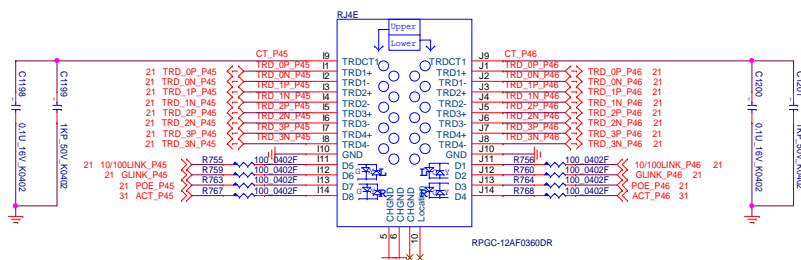 RJ4E
Upper
Lower
CT_P45 I9 TRDCT1 TRDCT1 J9 CT_P46
21 TRD_0P_P45 TRD_0P_P45 I1 TRD1+ TRD1+ J1 TRD_0P_P46 TRD_0P_P46 21
21 TRD_0N_P45 TRD_0N_P45 I2 TRD1- TRD1- J2 TRD_0N_P46 TRD_0N_P46 21
21 TRD_1P_P45 TRD_1P_P45 I3 TRD2+ TRD2+ J3 TRD_1P_P46 TRD_1P_P46 21
21 TRD_1N_P45 TRD_1N_P45 I4 TRD2- TRD2- J4 TRD_1N_P46 TRD_1N_P46 21
21 TRD_2P_P45 TRD_2P_P45 I5 TRD3+ TRD3+ J5 TRD_2P_P46 TRD_2P_P46 21
21 TRD_2N_P45 TRD_2N_P45 I6 TRD3- TRD3- J6 TRD_2N_P46 TRD_2N_P46 21
21 TRD_3P_P45 TRD_3P_P45 I7 TRD4+ TRD4+ J7 TRD_3P_P46 TRD_3P_P46 21
21 TRD_3N_P45 TRD_3N_P45 I8 TRD4- TRD4- J8 TRD_3N_P46 TRD_3N_P46 21
I10 GND GND J10
21 10/100LINK_P45 R755 100_0402F I11 D5 D1 J11 R756 100_0402F 10/100LINK_P46 21
21 GLINK_P45 R759 100_0402F I12 D6 D2 J12 R760 100_0402F GLINK_P46 21
21 POE_P45 R763 100_0402F I13 D7 D3 J13 R764 100_0402F POE_P46 21
31 ACT_P45 R767 100_0402F I14 D8 D4 J14 R768 100_0402F ACT_P46 31
CHGND
CHGND
CHGND
Location
5
6
9
10
RPGC-12AF0360DR
C1198
0.1U_16V_K0402
C1199
1KP_50V_K0402
C1200
0.1U_16V_K0402
1KP_50V_K0402